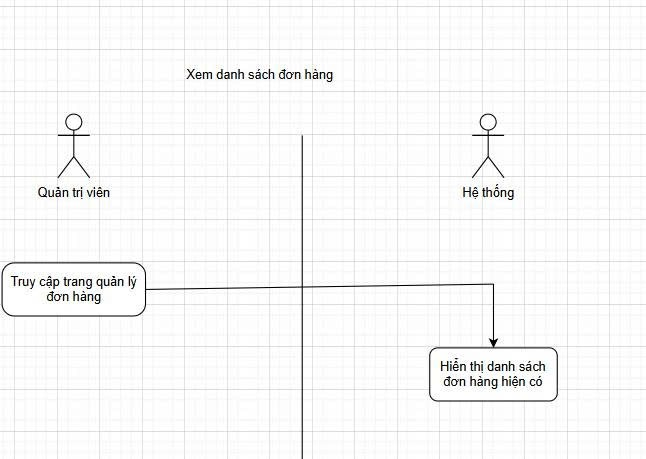 Xem danh sách đơn hàng
Quản trị viên
Hệ thống
Truy cập trang quản lý
đơn hàng
Hiển thị danh sách
đơn hàng hiện có